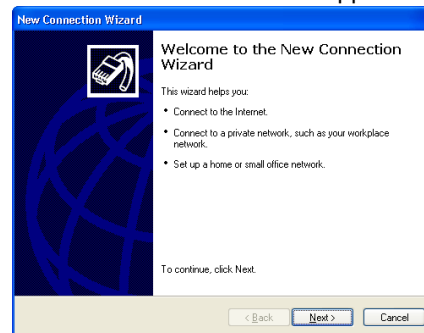 New Connection Wizard
Welcome to the New Connection
Wizard
This wizard helps you:
• Connect to the Internet.
• Connect to a private network, such as your workplace
network.
• Set up a home or small office network.
To continue, click Next.
< Back
Next >
Cancel